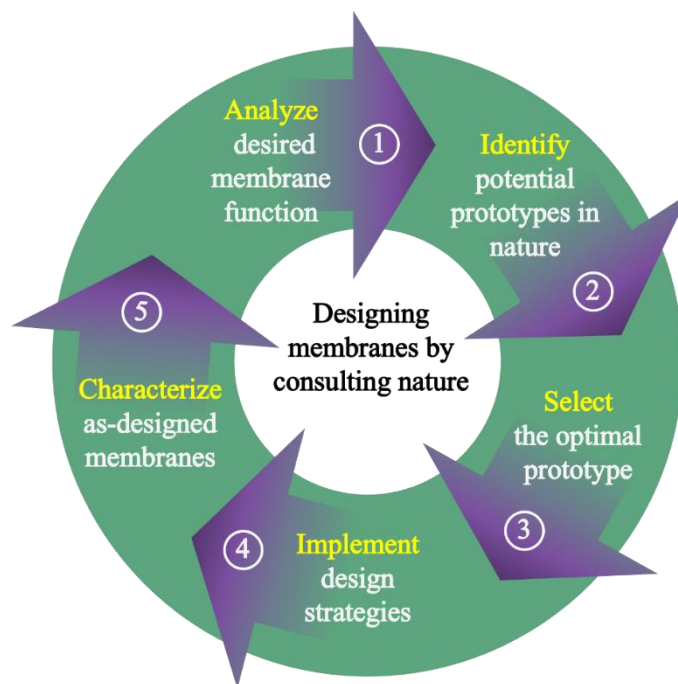 Analyze
desired
membrane
function
1
Identify
potential
prototypes in
nature
2
Select
the optimal
prototype
3
Implement
design
strategies
4
Characterize
as-designed
membranes
5
Designing
membranes by
consulting nature